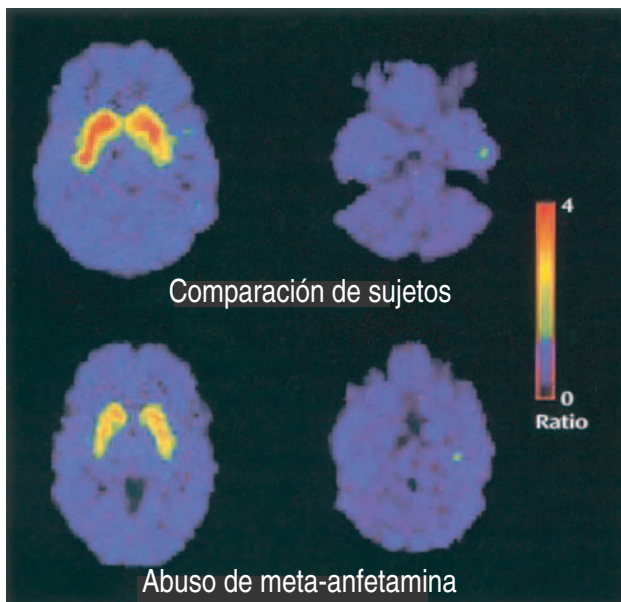 4
Comparación de sujetos
0
Ratio
Abuso de meta-anfetamina